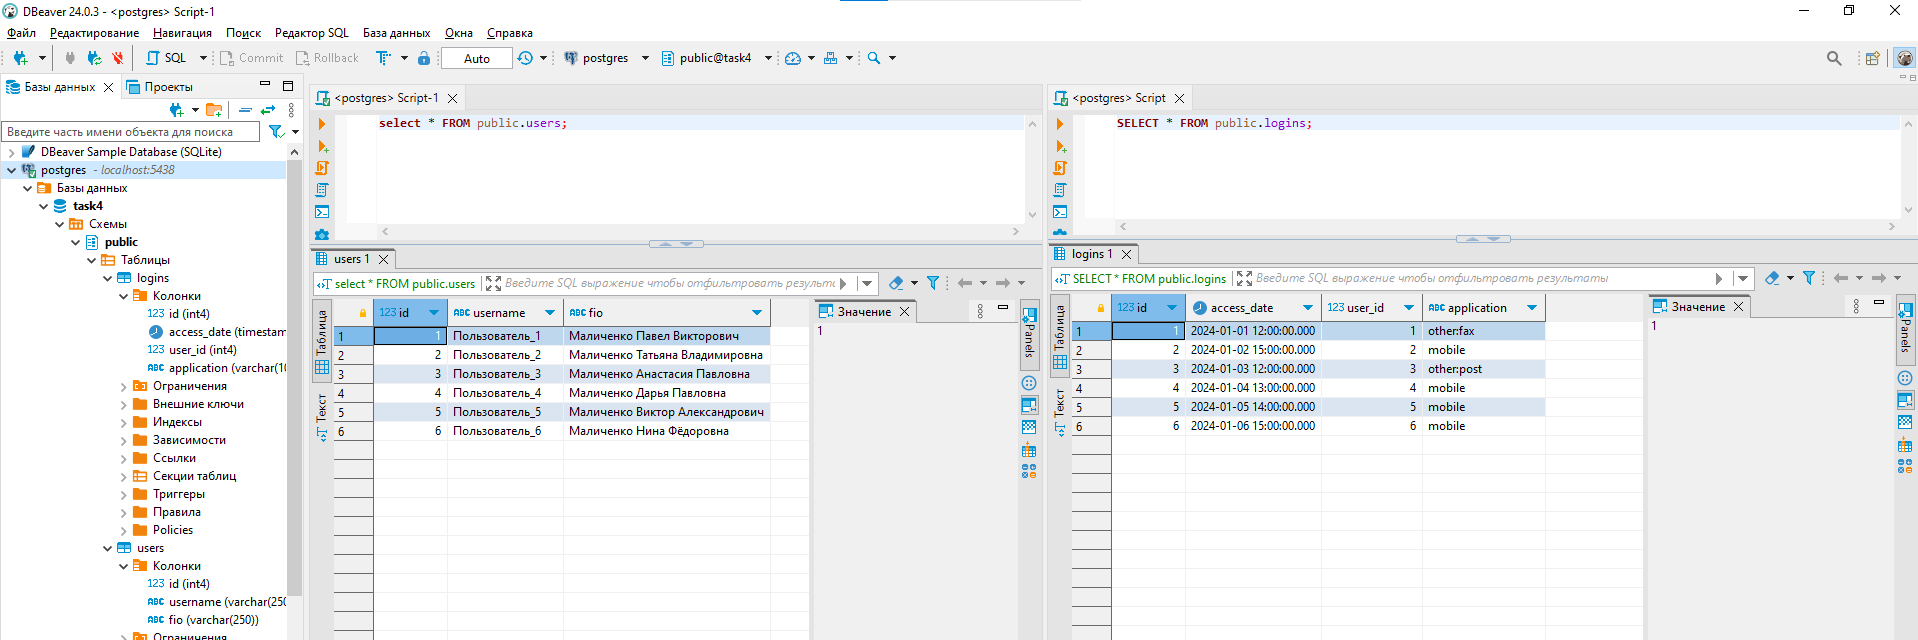 DBeaver 24.0.3 - <postgres> Script-1
Файл Редактирование Навигация Поиск Редактор SQL База данных Окна Справка
SQL Commit Rollback Auto postgres public@task4
Базы данных Проекты
Введите часть имени объекта для поиска
DBeaver Sample Database (SQLite)
postgres - localhost:5438
Базы данных
task4
Схемы
public
Таблицы
logins
Колонки
123 id (int4)
access_date (timestam
123 user_id (int4)
ABC application (varchar(10
Ограничения
Внешние ключи
Индексы
Зависимости
Ссылки
Секции таблиц
Триггеры
Правила
Policies
users
Колонки
123 id (int4)
ABC username (varchar(250
ABC fio (varchar(250))
Ограничения
<postgres> Script-1
select * FROM public.users;
users 1
select * FROM public.users Введите SQL выражение чтобы отфильтровать результаты
Таблица
Текст
123 id ABC username ABC fio
1 1 Пользователь_1 Маличенко Павел Викторович
2 2 Пользователь_2 Маличенко Татьяна Владимировна
3 3 Пользователь_3 Маличенко Анастасия Павловна
4 4 Пользователь_4 Маличенко Дарья Павловна
5 5 Пользователь_5 Маличенко Виктор Александрович
6 6 Пользователь_6 Маличенко Нина Фёдоровна
Значение
1
Panels
<postgres> Script
SELECT * FROM public.logins;
logins 1
SELECT * FROM public.logins Введите SQL выражение чтобы отфильтровать результаты
Таблица
Текст
123 id access_date 123 user_id ABC application
1 1 2024-01-01 12:00:00.000 1 other:fax
2 2 2024-01-02 15:00:00.000 2 mobile
3 3 2024-01-03 12:00:00.000 3 other:post
4 4 2024-01-04 13:00:00.000 4 mobile
5 5 2024-01-05 14:00:00.000 5 mobile
6 6 2024-01-06 15:00:00.000 6 mobile
Значение
1
Panels